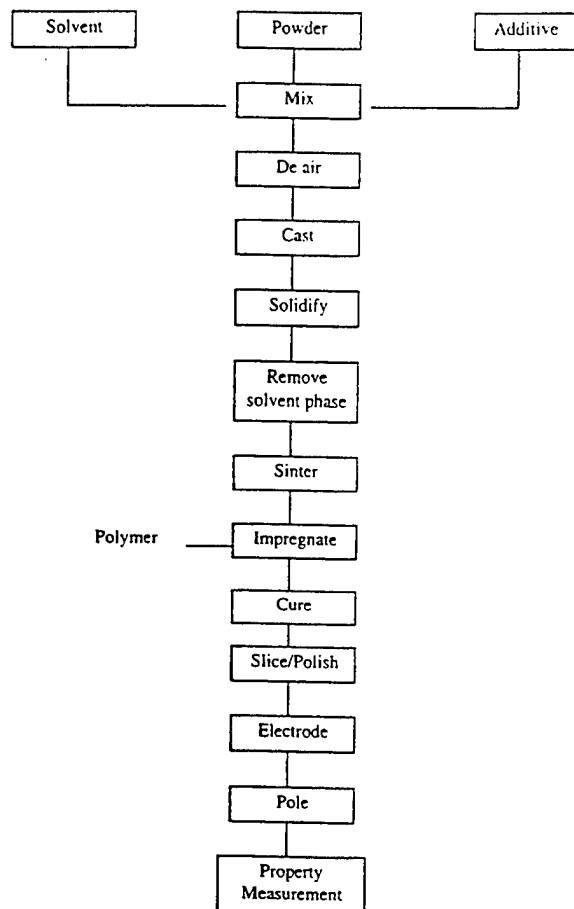 Solvent
Powder
Additive
Mix
De air
Cast
Solidify
Remove
solvent phase
Sinter
Polymer
Impregnate
Cure
Slice/Polish
Electrode
Pole
Property
Measurement